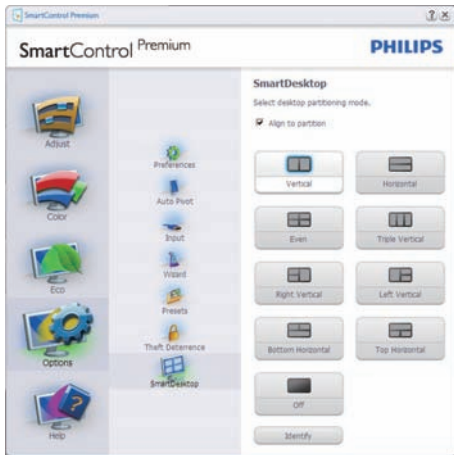 SmartControl Premium
SmartControl Premium
PHILIPS
Adjust
Color
Eco
Options
Help
Preferences
Auto Pivot
Input
Wizard
Presets
Theft Deterrence
SmartDesktop
SmartDesktop
Select desktop partitioning mode.
Align to partition
Vertical
Horizontal
Even
Triple Vertical
Right Vertical
Left Vertical
Bottom Horizontal
Top Horizontal
Off
Identify